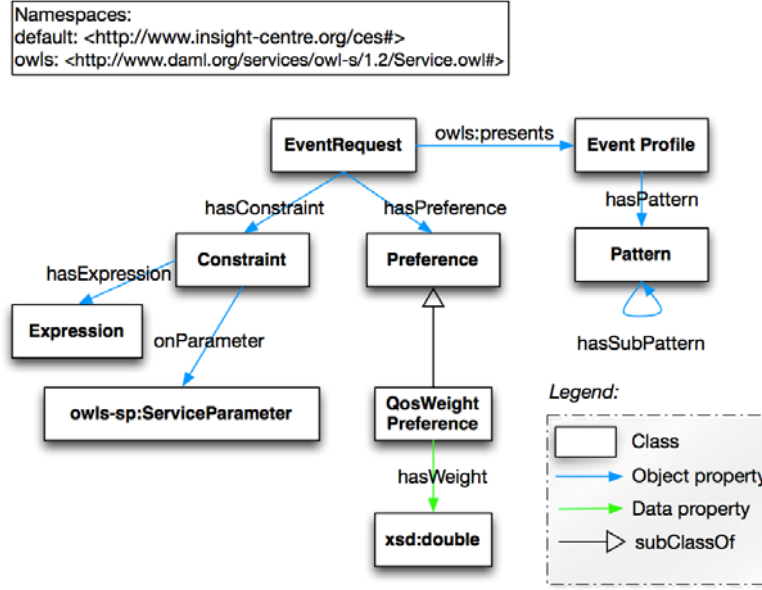 Namespaces:
default: <http://www.insight-centre.org/ces#>
owls: <http://www.daml.org/services/owl-s/1.2/Service.owl#>
EventRequest
owls:presents
Event Profile
hasConstraint
hasPreference
hasPattern
Constraint
Preference
Pattern
hasExpression
Expression
onParameter
hasSubPattern
owls-sp:ServiceParameter
QosWeight
Preference
hasWeight
xsd:double
Legend:
Class
Object property
Data property
subClassOf